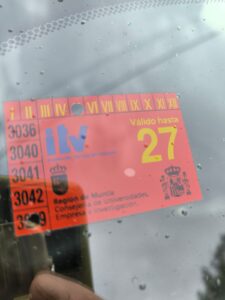 I II III IV VI VII VIII IX X XI XII
3036
3040
3041
3042
itv
Válido hasta
27
Región de Murcia
Consejería de Universidades,
Empresa e Investigación.